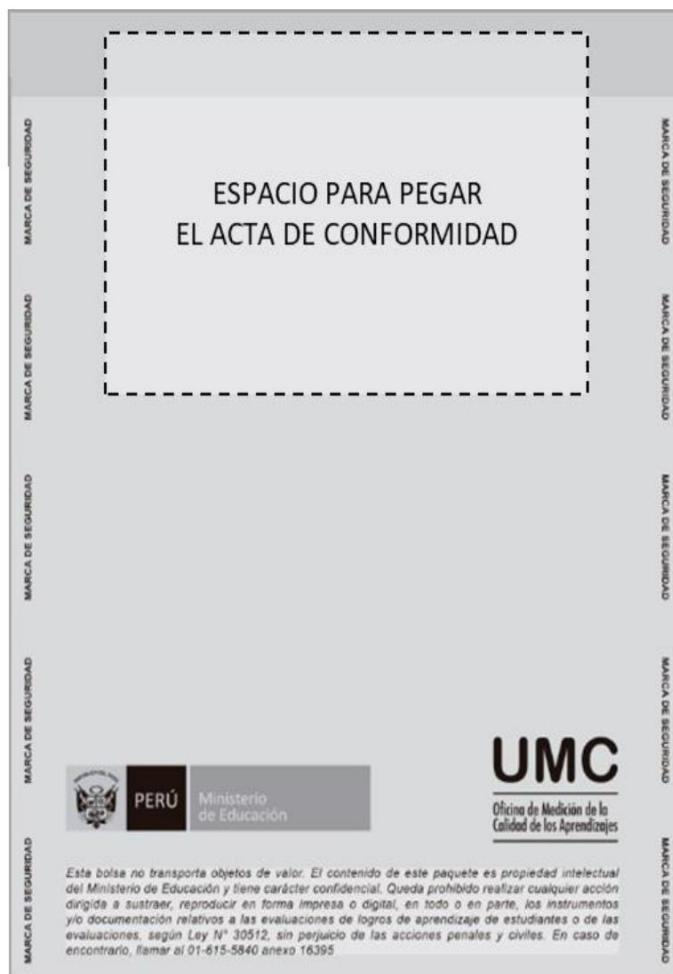 ESPACIO PARA PEGAR
EL ACTA DE CONFORMIDAD
MARCA DE SEGURIDAD
MARCA DE SEGURIDAD
MARCA DE SEGURIDAD
MARCA DE SEGURIDAD
MARCA DE SEGURIDAD
MARCA DE SEGURIDAD
MARCA DE SEGURIDAD
MARCA DE SEGURIDAD
MARCA DE SEGURIDAD
MARCA DE SEGURIDAD
PERÚ
Ministerio
de Educación
UMC
Oficina de Medición de la
Calidad de los Aprendizajes
Esta bolsa no transporta objetos de valor. El contenido de este paquete es propiedad intelectual
del Ministerio de Educación y tiene carácter confidencial. Queda prohibido realizar cualquier acción
dirigida a sustraer, reproducir en forma impresa o digital, en todo o en parte, los instrumentos
y/o documentación relativos a las evaluaciones de logros de aprendizaje de estudiantes o de las
evaluaciones, según Ley N° 30512, sin perjuicio de las acciones penales y civiles. En caso de
encontrarlo, llamar al 01-615-5840 anexo 16395